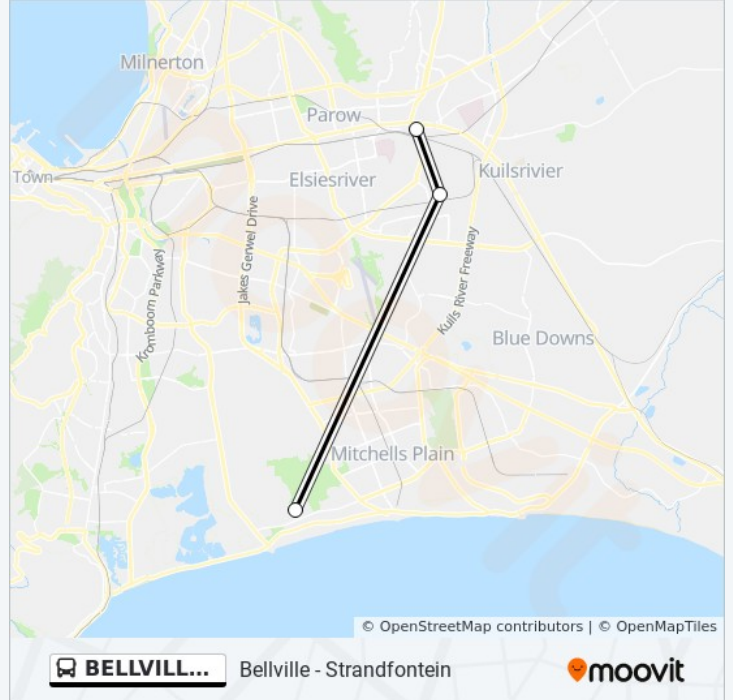 Milnerton
Parow
Town
Elsiesriver
Kuilsrivier
Jakes Gerwel Drive
Kromboom Parkway
Kuils River Freeway
Blue Downs
Mitchells Plain
© OpenStreetMap contributors | © OpenMapTiles
BELLVILL...
Bellville - Strandfontein
moovit